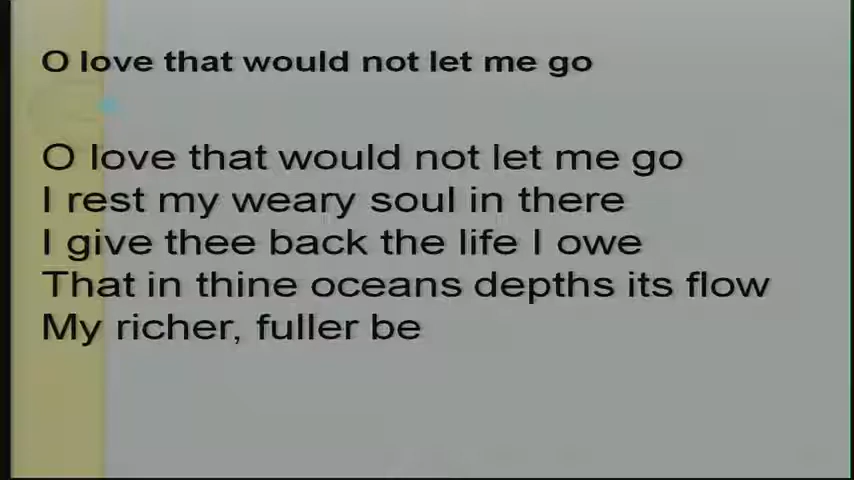 O love that would not let me go
O love that would not let me go
I rest my weary soul in there
I give thee back the life I owe
That in thine oceans depths its flow
My richer, fuller be